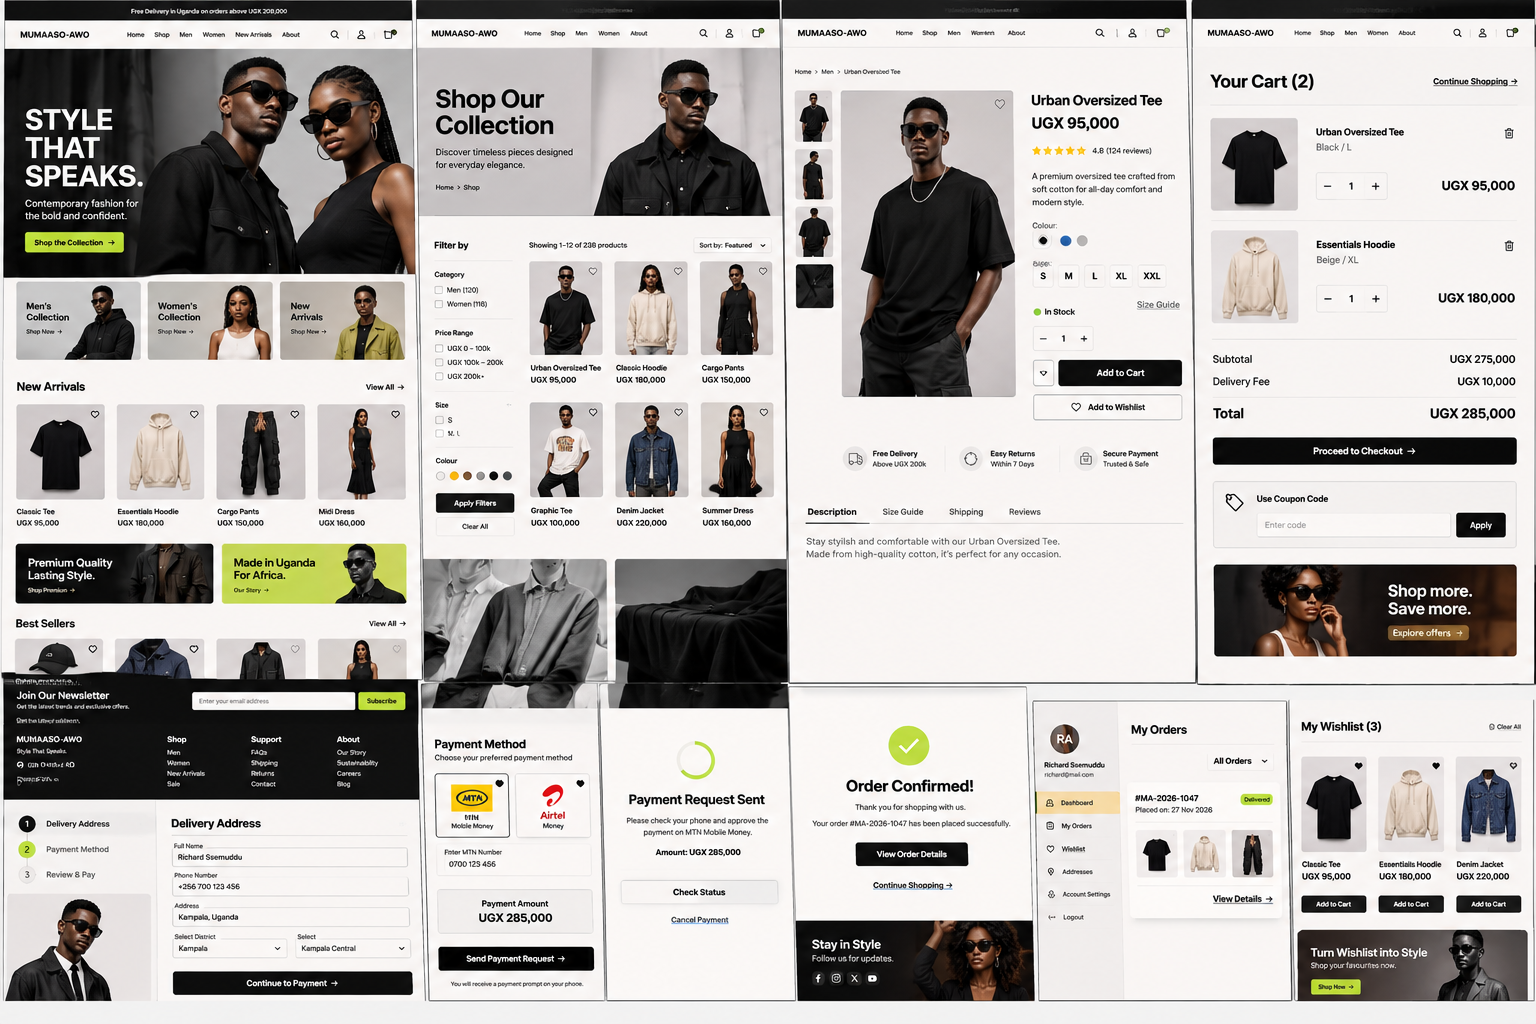 Free Delivery in Uganda on orders above UGX 200,000
MUMAASO-AWO
Home Shop Men Women New Arrivals About
STYLE
THAT
SPEAKS.
Contemporary fashion for
the bold and confident.
Shop the Collection →
Men's
Collection
Shop Now →
Women's
Collection
Shop New →
New
Arrivals
Shop New →
New Arrivals
View All →
Classic Tee
UGX 95,000
Essentials Hoodie
UGX 180,000
Cargo Pants
UGX 150,000
Midi Dress
UGX 160,000
Premium Quality
Lasting Style.
Shop Premium →
Made in Uganda
For Africa.
Our Story →
Best Sellers
View All →
MUMAASO-AWO
Home Shop Men Women About
Shop Our
Collection
Discover timeless pieces designed
for everyday elegance.
Home > Shop
Filter by
Showing 1–12 of 236 products
Sort by: Featured
Category
Men (120)
Women (116)
Price Range
UGX 0 – 100k
UGX 100k – 200k
UGX 200k+
Size
S
M, L
Colour
Apply Filters
Clear All
Urban Oversized Tee
UGX 95,000
Classic Hoodie
UGX 180,000
Cargo Pants
UGX 150,000
Graphic Tee
UGX 100,000
Denim Jacket
UGX 220,000
Summer Dress
UGX 160,000
MUMAASO-AWO
Home Shop Men Women About
Home > Men > Urban Oversized Tee
Urban Oversized Tee
UGX 95,000
4.8 (124 reviews)
A premium oversized tee crafted from
soft cotton for all-day comfort and
modern style.
Colour:
Size:
S M L XL XXL
Size Guide
In Stock
− 1 +
Add to Cart
Add to Wishlist
Free Delivery
Above UGX 200k
Easy Returns
Within 7 Days
Secure Payment
Trusted & Safe
Description Size Guide Shipping Reviews
Stay stylish and comfortable with our Urban Oversized Tee.
Made from high-quality cotton, it's perfect for any occasion.
MUMAASO-AWO
Home Shop Men Women About
Your Cart (2)
Continue Shopping →
Urban Oversized Tee
Black / L
− 1 +
UGX 95,000
Essentials Hoodie
Beige / XL
− 1 +
UGX 180,000
Subtotal UGX 275,000
Delivery Fee UGX 10,000
Total UGX 285,000
Proceed to Checkout →
Use Coupon Code
Enter code
Apply
Shop more.
Save more.
Explore offers →
Join Our Newsletter
Get the latest trends and exclusive offers.
Enter your email address
Subscribe
MUMAASO-AWO
Style That Speaks.
Shop
Men
Women
New Arrivals
Sale
Support
FAQs
Shipping
Returns
Contact
About
Our Story
Sustainability
Careers
Blog
1 Delivery Address
2 Payment Method
3 Review & Pay
Delivery Address
Full Name
Richard Ssemuddu
Phone Number
+256 700 123 456
Address
Kampala, Uganda
Select District
Kampala
Select
Kampala Central
Continue to Payment →
Payment Method
Choose your preferred payment method
MTN
MTN
Mobile Money
airtel
Airtel
Money
Enter MTN Number
0700 123 456
Payment Amount
UGX 285,000
Send Payment Request →
You will receive a payment prompt on your phone.
Payment Request Sent
Please check your phone and approve the
payment on MTN Mobile Money.
Amount: UGX 285,000
Check Status
Cancel Payment
Order Confirmed!
Thank you for shopping with us.
Your order #MA-2026-1047 has been placed successfully.
View Order Details
Continue Shopping →
Stay in Style
Follow us for updates.
RA
Richard Ssemuddu
richard@mail.com
Dashboard
My Orders
Wishlist
Addresses
Account Settings
Logout
My Orders
All Orders
#MA-2026-1047
Delivered
Placed on: 27 Nov 2026
View Details →
My Wishlist (3)
Clear All
Classic Tee
UGX 95,000
Add to Cart
Essentials Hoodie
UGX 180,000
Add to Cart
Denim Jacket
UGX 220,000
Add to Cart
Turn Wishlist into Style
Shop your favourites now.
Shop Now →